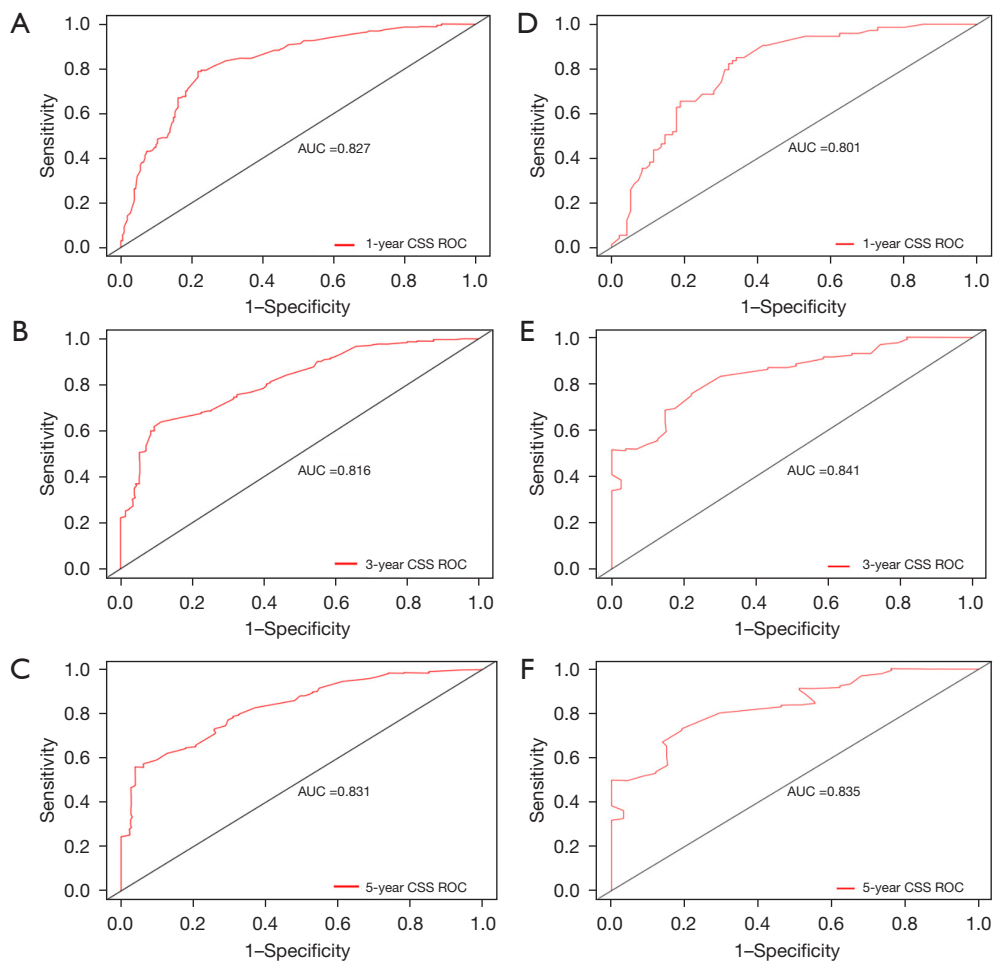 A
1.0
0.8
0.6
0.4
0.2
0.0
Sensitivity
AUC =0.827
1-year CSS ROC
0.0 0.2 0.4 0.6 0.8 1.0
1–Specificity
D
1.0
0.8
0.6
0.4
0.2
0.0
Sensitivity
AUC =0.801
1-year CSS ROC
0.0 0.2 0.4 0.6 0.8 1.0
1–Specificity
B
1.0
0.8
0.6
0.4
0.2
0.0
Sensitivity
AUC =0.816
3-year CSS ROC
0.0 0.2 0.4 0.6 0.8 1.0
1–Specificity
E
1.0
0.8
0.6
0.4
0.2
0.0
Sensitivity
AUC =0.841
3-year CSS ROC
0.0 0.2 0.4 0.6 0.8 1.0
1–Specificity
C
1.0
0.8
0.6
0.4
0.2
0.0
Sensitivity
AUC =0.831
5-year CSS ROC
0.0 0.2 0.4 0.6 0.8 1.0
1–Specificity
F
1.0
0.8
0.6
0.4
0.2
0.0
Sensitivity
AUC =0.835
5-year CSS ROC
0.0 0.2 0.4 0.6 0.8 1.0
1–Specificity